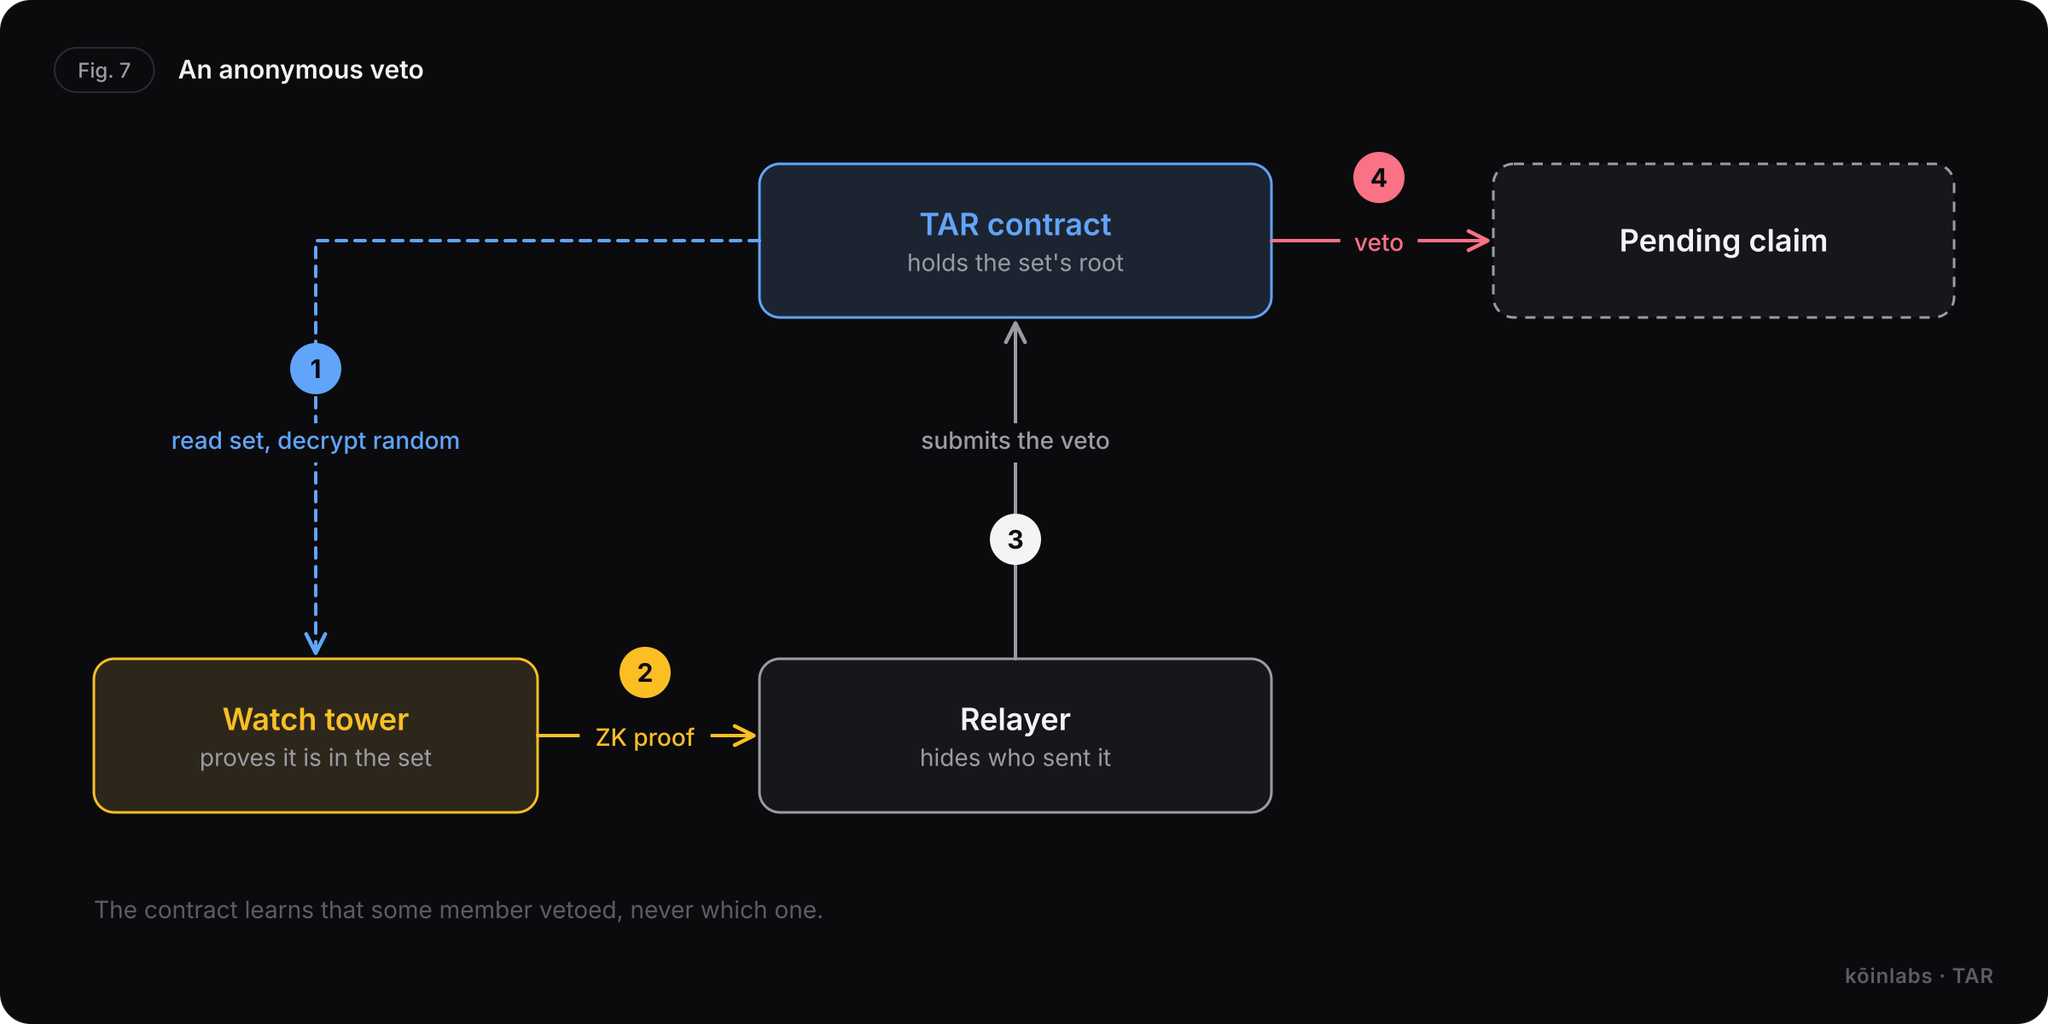 Fig. 7
An anonymous veto
TAR contract
holds the set's root
4
veto
Pending claim
1
read set, decrypt random
submits the veto
3
Watch tower
proves it is in the set
2
ZK proof
Relayer
hides who sent it
The contract learns that some member vetoed, never which one.
kōinlabs · TAR